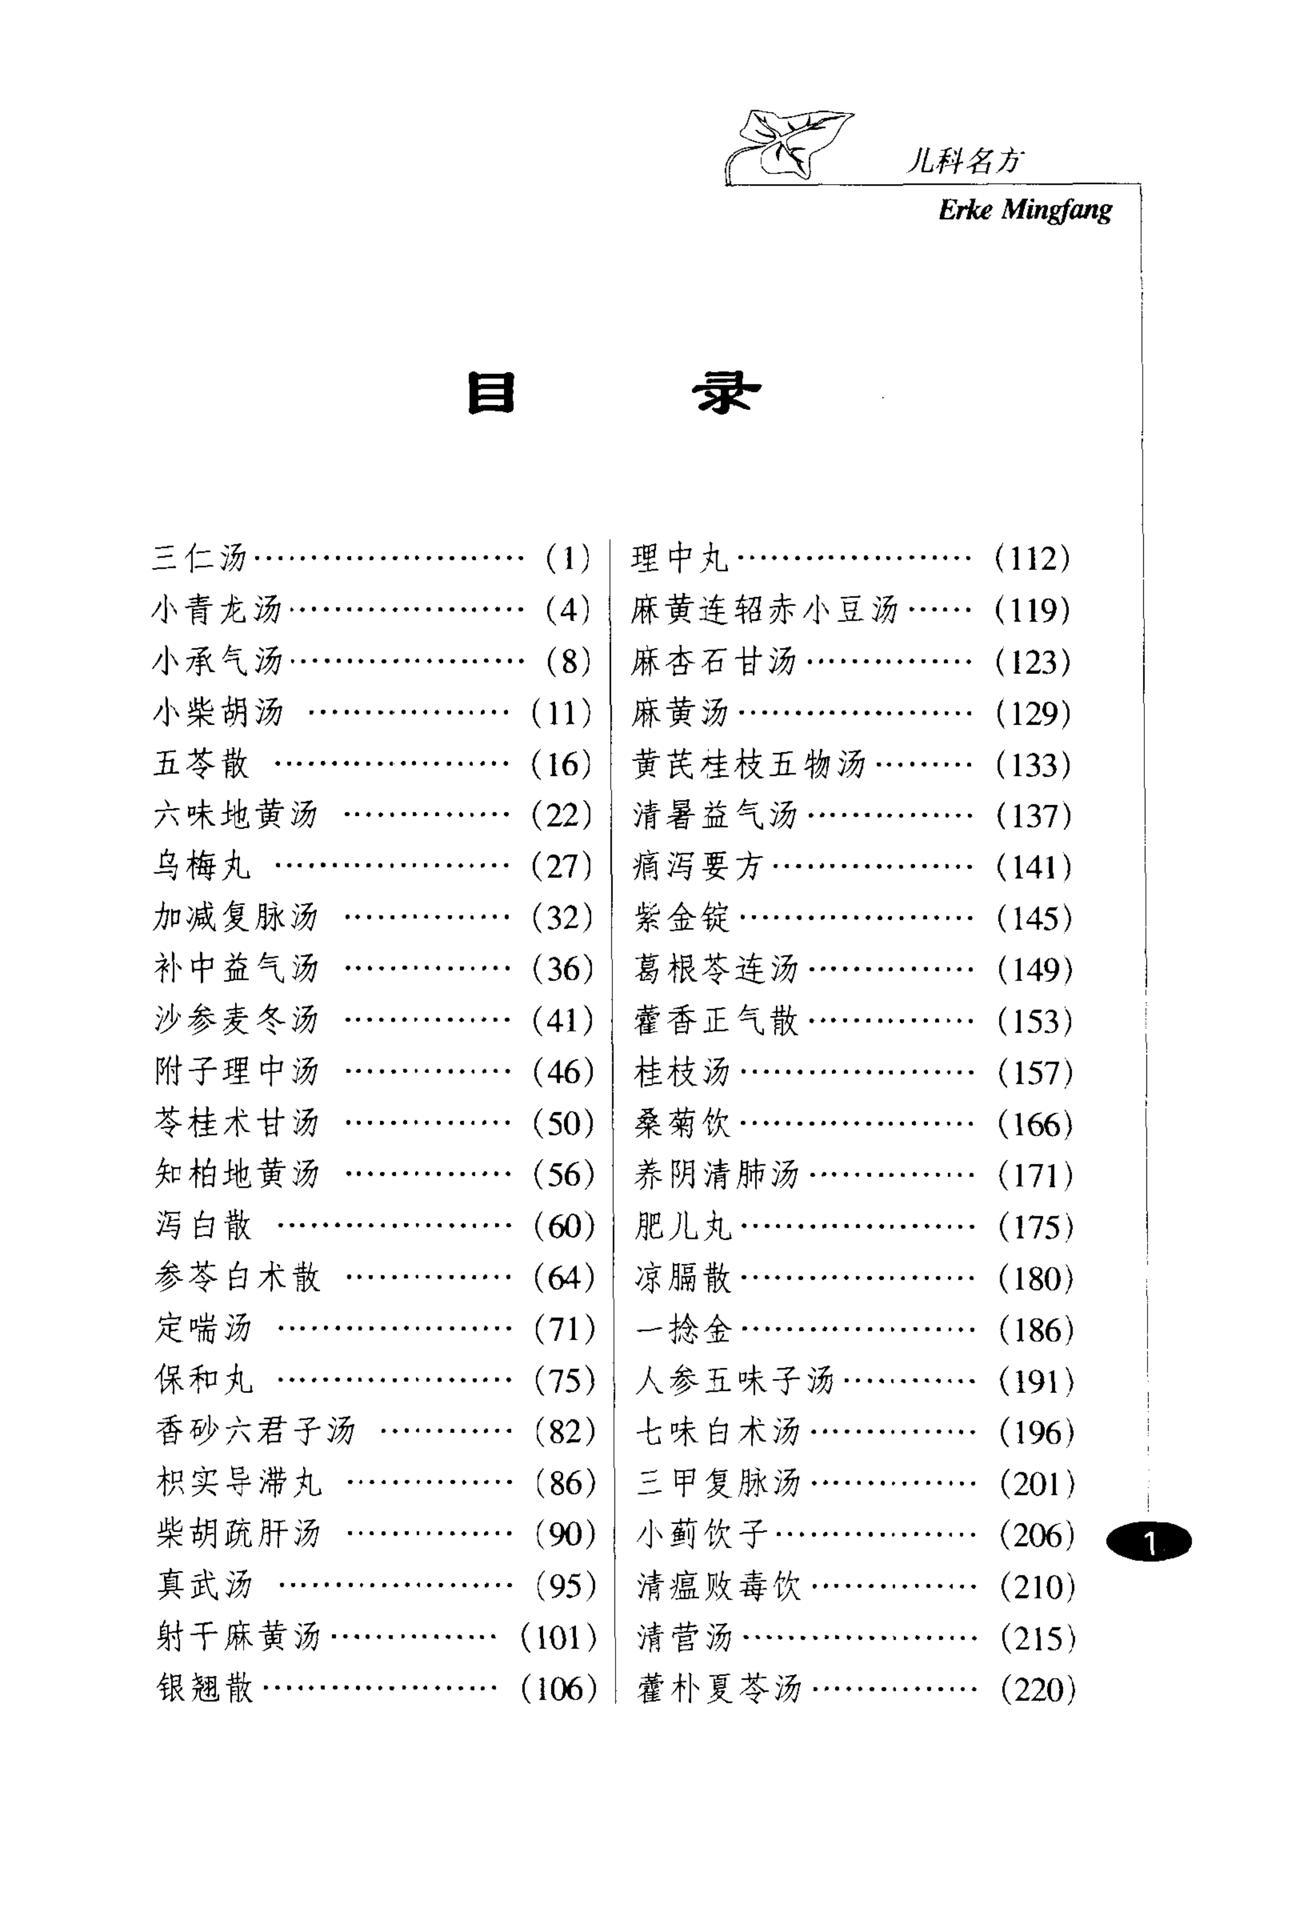 儿科名方
Erke Mingfang
目 录
三仁汤……………………(1)
小青龙汤…………………(4)
小承气汤…………………(8)
小柴胡汤 ………………(11)
五苓散 …………………(16)
六味地黄汤 ……………(22)
乌梅丸 …………………(27)
加减复脉汤 ……………(32)
补中益气汤 ……………(36)
沙参麦冬汤 ……………(41)
附子理中汤 ……………(46)
苓桂术甘汤 ……………(50)
知柏地黄汤 ……………(56)
泻白散 …………………(60)
参苓白术散 ……………(64)
定喘汤 …………………(71)
保和丸 …………………(75)
香砂六君子汤 …………(82)
枳实导滞丸 ……………(86)
柴胡疏肝汤 ……………(90)
真武汤 …………………(95)
射干麻黄汤……………(101)
银翘散…………………(106)
理中丸…………………(112)
麻黄连轺赤小豆汤……(119)
麻杏石甘汤……………(123)
麻黄汤…………………(129)
黄芪桂枝五物汤………(133)
清暑益气汤……………(137)
痛泻要方………………(141)
紫金锭…………………(145)
葛根芩连汤……………(149)
藿香正气散……………(153)
桂枝汤…………………(157)
桑菊饮…………………(166)
养阴清肺汤……………(171)
肥儿丸…………………(175)
凉膈散…………………(180)
一捻金…………………(186)
人参五味子汤…………(191)
七味白术汤……………(196)
三甲复脉汤……………(201)
小蓟饮子………………(206)
清瘟败毒饮……………(210)
清营汤…………………(215)
藿朴夏苓汤……………(220)
1